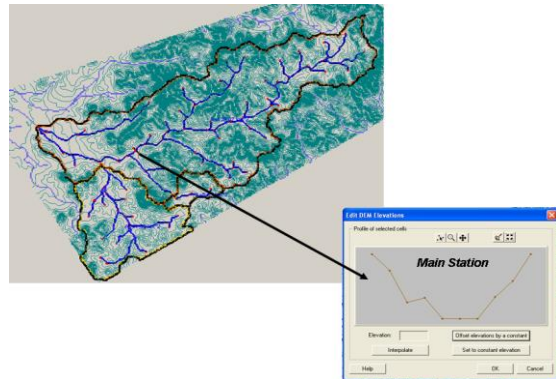 Edit DEM Elevations
Profile of selected cells
Main Station
Elevation:
Offset elevations by a constant
Interpolate
Set to constant elevation
Help
OK
Cancel